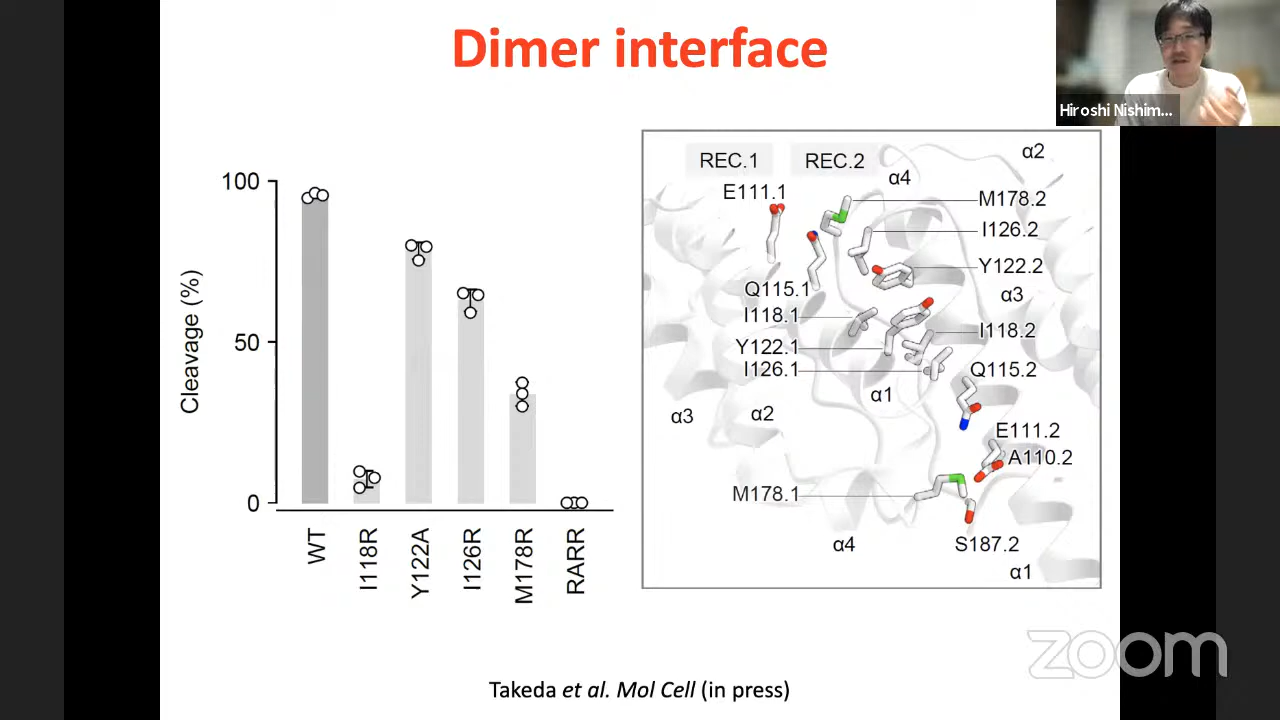 Dimer interface
Hiroshi Nishim...
100
50
0
Cleavage (%)
WT
I118R
Y122A
I126R
M178R
RARR
REC.1
REC.2
α2
α4
E111.1
M178.2
I126.2
Y122.2
Q115.1
α3
I118.1
I118.2
Y122.1
I126.1
Q115.2
α1
α3
α2
E111.2
A110.2
M178.1
α4
S187.2
α1
zoom
Takeda et al. Mol Cell (in press)